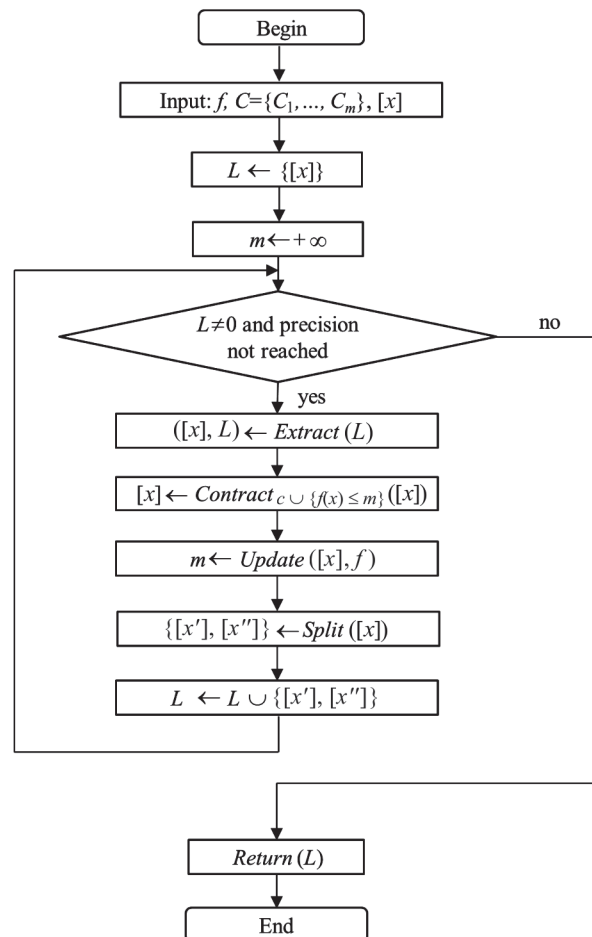 Begin
Input: f, C={C₁,..., Cₘ}, [x]
L ← {[x]}
m←+∞
L≠0 and precision
not reached
no
yes
([x], L) ← Extract (L)
[x]← Contract c ∪ {f(x) ≤ m} ([x])
m← Update ([x], f)
{[x'], [x'']} ←Split ([x])
L ← L ∪ {[x'], [x'']}
Return (L)
End